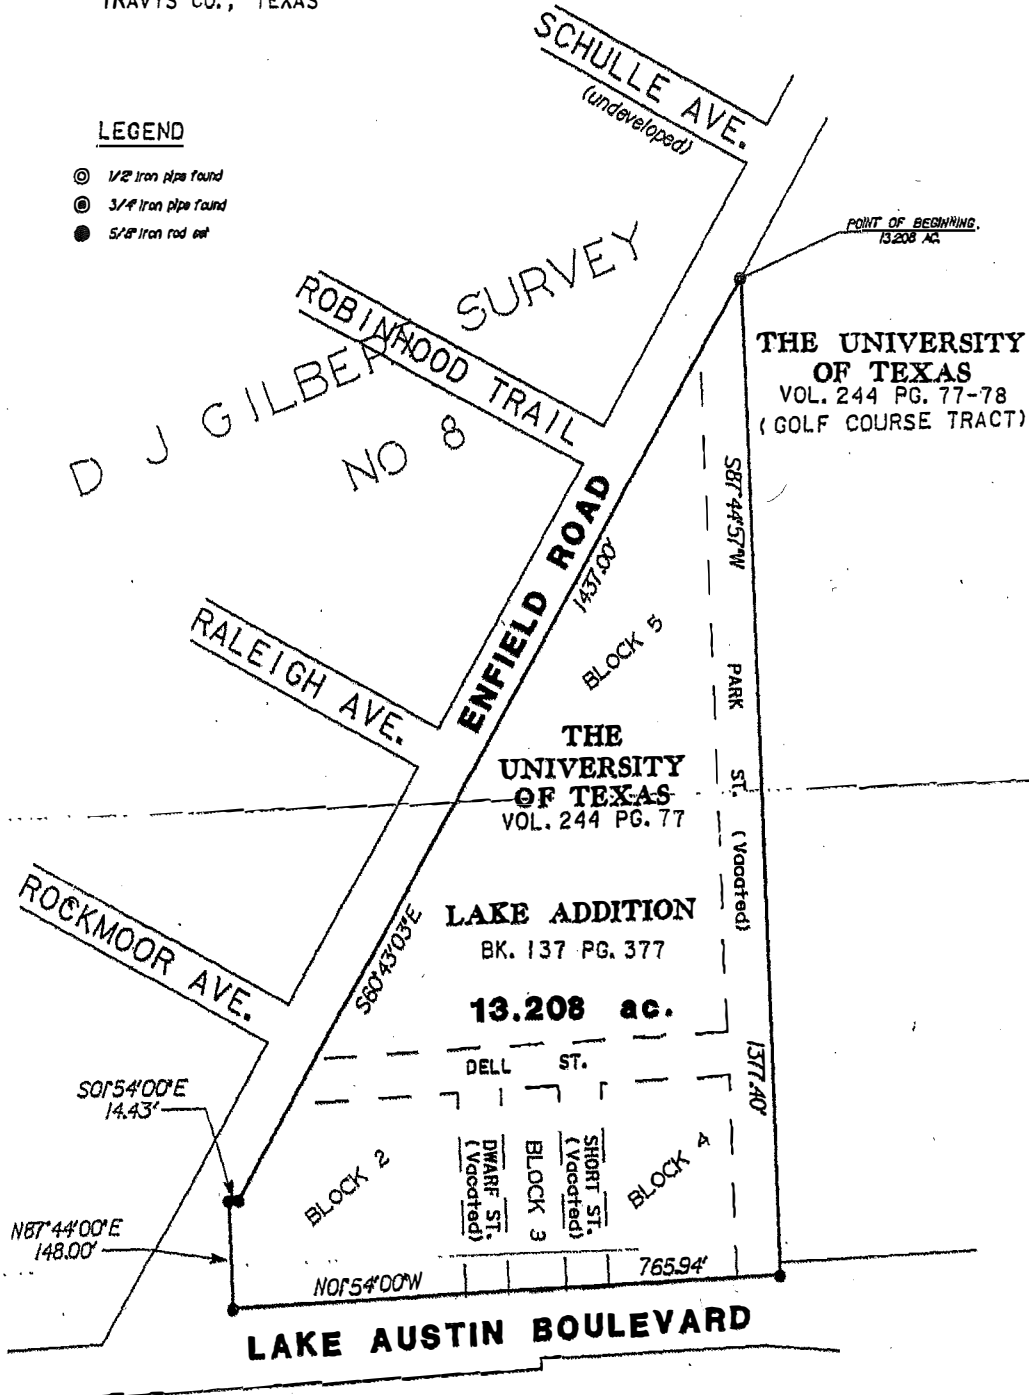 TRAVIS CO., TEXAS
SCHULLE AVE.
(undeveloped)
LEGEND
1/2" iron pipe found
3/4" iron pipe found
5/8" iron rod set
POINT OF BEGINNING.
13.208 AC.
D J GILBERT SURVEY
NO 8
ROBINHOOD TRAIL
THE UNIVERSITY
OF TEXAS
VOL. 244 PG. 77-78
(GOLF COURSE TRACT)
S87°44'57"W
ENFIELD ROAD
1437.00'
BLOCK 5
RALEIGH AVE.
PARK ST. (Vacated)
THE
UNIVERSITY
OF TEXAS
VOL. 244 PG. 77
ROCKMOOR AVE.
S60°43'03"E
LAKE ADDITION
BK. 137 PG. 377
13.208 ac.
DELL ST.
1377.40'
S01°54'00"E
14.43'
BLOCK 2
DWARF ST.
(Vacated)
BLOCK 3
SHORT ST.
(Vacated)
BLOCK 4
N87°44'00"E
148.00'
N01°54'00"W
765.94'
LAKE AUSTIN BOULEVARD